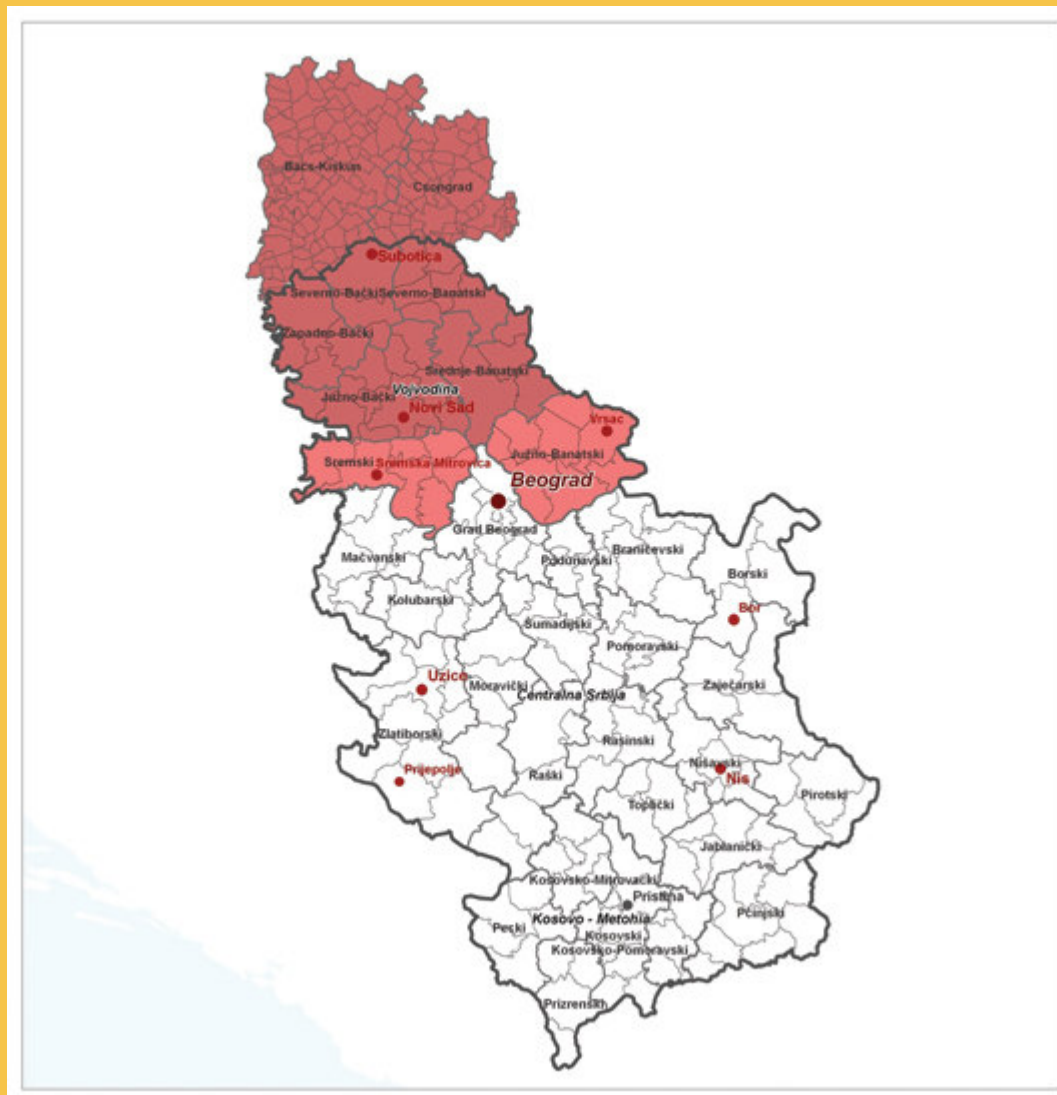 Bacs-Kiskun
Csongrad
Subotica
Severno-Bački
Severno-Banatski
Zapadno-Bački
Srednje-Banatski
Vojvodina
Južno-Bački
Novi Sad
Vrsac
Južno-Banatski
Sremski
Sremska Mitrovica
Beograd
Grad Beograd
Mačvanski
Podunavski
Braničevski
Borski
Kolubarski
Bor
Šumadijski
Pomoravski
Uzice
Moravički
Zaječarski
Centralna Srbija
Zlatiborski
Rasinski
Prijepolje
Raški
Nišavski
Nis
Toplički
Pirotski
Jablanički
Kosovsko-Mitrovački
Pristina
Kosovo - Metohia
Pecki
Pčinjski
Kosovski
Kosovsko-Pomoravski
Prizrenski